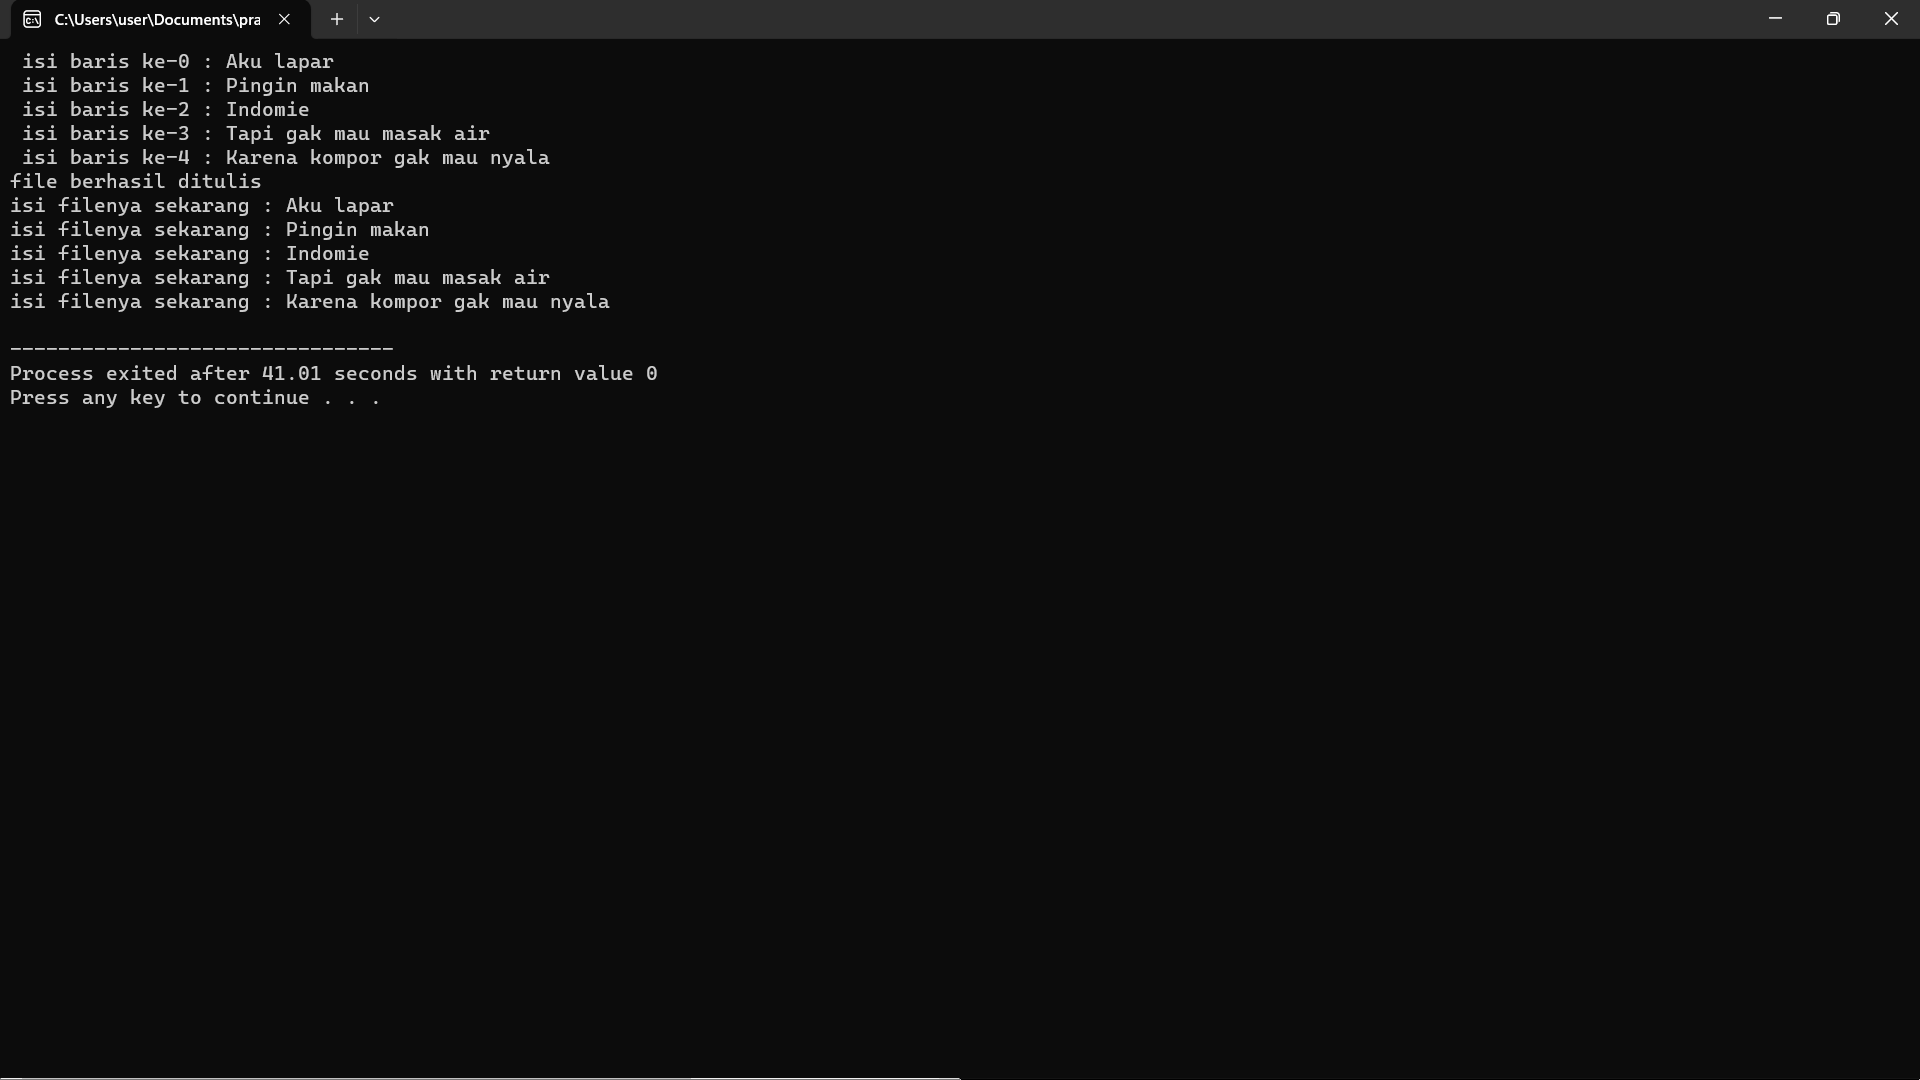 C:\Users\user\Documents\pra
isi baris ke-0 : Aku lapar
isi baris ke-1 : Pingin makan
isi baris ke-2 : Indomie
isi baris ke-3 : Tapi gak mau masak air
isi baris ke-4 : Karena kompor gak mau nyala
file berhasil ditulis
isi filenya sekarang : Aku lapar
isi filenya sekarang : Pingin makan
isi filenya sekarang : Indomie
isi filenya sekarang : Tapi gak mau masak air
isi filenya sekarang : Karena kompor gak mau nyala
--------------------------------
Process exited after 41.01 seconds with return value 0
Press any key to continue . . .